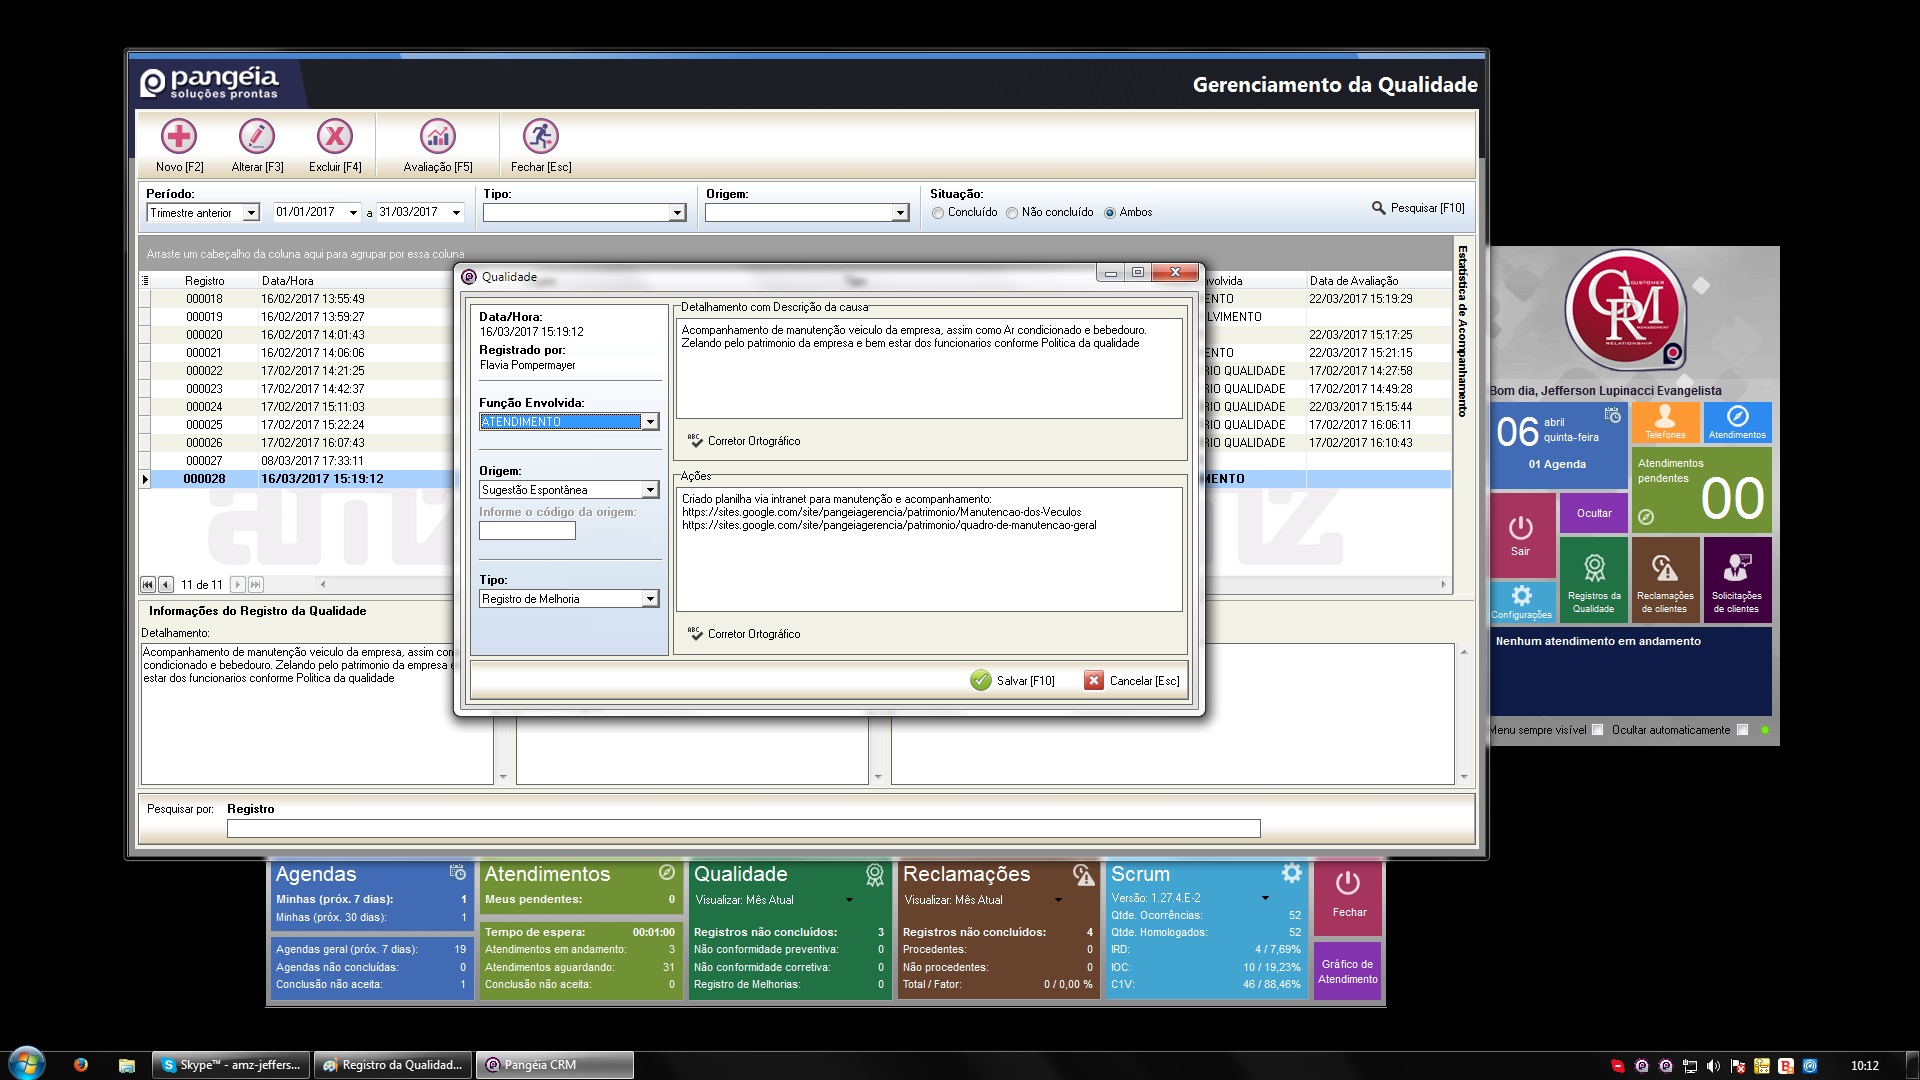 pangéia
soluções prontas
Gerenciamento da Qualidade
Novo [F2]
Alterar [F3]
Excluir [F4]
Avaliação [F5]
Fechar [Esc]
Período:
Trimestre anterior
01/01/2017
a
31/03/2017
Tipo:
Origem:
Situação:
Concluído
Não concluído
Ambos
Pesquisar [F10]
Arraste um cabeçalho da coluna aqui para agrupar por essa coluna
Registro Data/Hora
000018 16/02/2017 13:55:49
000019 16/02/2017 13:59:27
000020 16/02/2017 14:01:43
000021 16/02/2017 14:06:06
000022 17/02/2017 14:21:25
000023 17/02/2017 14:42:37
000024 17/02/2017 15:11:03
000025 17/02/2017 15:22:24
000026 17/02/2017 16:07:43
000027 08/03/2017 17:33:11
000028 16/03/2017 15:19:12
nvolvida Data de Avaliação
ENTO 22/03/2017 15:19:29
LVIMENTO
22/03/2017 15:17:25
ENTO 22/03/2017 15:21:15
RIO QUALIDADE 17/02/2017 14:27:58
RIO QUALIDADE 17/02/2017 14:49:28
RIO QUALIDADE 22/03/2017 15:15:44
RIO QUALIDADE 17/02/2017 16:06:11
RIO QUALIDADE 17/02/2017 16:10:43
MENTO
Estatística de Acompanhamento
amz
11 de 11
Informações do Registro da Qualidade
Detalhamento:
Acompanhamento de manutenção veiculo da empresa, assim com
condicionado e bebedouro. Zelando pelo patrimonio da empresa e
estar dos funcionarios conforme Politica da qualidade
Pesquisar por: Registro
Qualidade
Data/Hora:
16/03/2017 15:19:12
Registrado por:
Flavia Pompermayer
Função Envolvida:
ATENDIMENTO
Origem:
Sugestão Espontânea
Informe o código da origem:
Tipo:
Registro de Melhoria
Detalhamento com Descrição da causa
Acompanhamento de manutenção veiculo da empresa, assim como Ar condicionado e bebedouro.
Zelando pelo patrimonio da empresa e bem estar dos funcionarios conforme Politica da qualidade
ABC Corretor Ortográfico
Ações
Criado planilha via intranet para manutenção e acompanhamento:
https://sites.google.com/site/pangeiagerencia/patrimonio/Manutencao-dos-Veculos
https://sites.google.com/site/pangeiagerencia/patrimonio/quadro-de-manutencao-geral
ABC Corretor Ortográfico
Salvar [F10]
Cancelar [Esc]
CUSTOMER
CRM
MANAGEMENT
RELATIONSHIP
Bom dia, Jefferson Lupinacci Evangelista
06 abril
quinta-feira
01 Agenda
Telefones
Atendimentos
Atendimentos
pendentes
00
Sair
Ocultar
Configurações
Registros da
Qualidade
Reclamações
de clientes
Solicitações
de clientes
Nenhum atendimento em andamento
Menu sempre visível
Ocultar automaticamente
Agendas
Minhas (próx. 7 dias): 1
Minhas (próx. 30 dias): 1
Agendas geral (próx. 7 dias): 19
Agendas não concluídas: 0
Conclusão não aceita: 1
Atendimentos
Meus pendentes: 0
Tempo de espera: 00:01:00
Atendimentos em andamento: 3
Atendimentos aguardando: 31
Conclusão não aceita: 0
Qualidade
Visualizar: Mês Atual
Registros não concluídos: 3
Não conformidade preventiva: 0
Não conformidade corretiva: 0
Registro de Melhorias: 0
Reclamações
Visualizar: Mês Atual
Registros não concluídos: 4
Procedentes: 0
Não procedentes: 0
Total / Fator: 0 / 0,00 %
Scrum
Versão: 1.27.4.E-2
Qtde. Ocorrências: 52
Qtde. Homologados: 52
IRD: 4 / 7,69%
IOC: 10 / 19,23%
C1V: 46 / 88,46%
Fechar
Gráfico de
Atendimento
Skype™ - amz-jeffers...
Registro da Qualidad...
Pangéia CRM
10:12